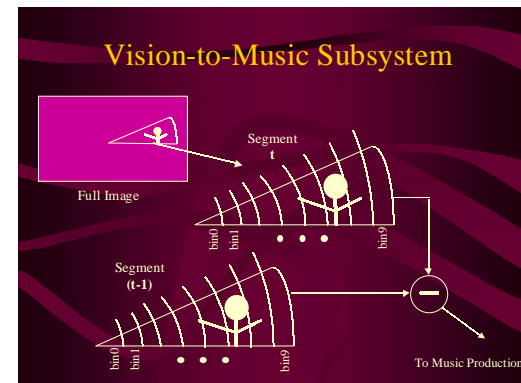 Vision-to-Music Subsystem
Segment
t
Full Image
bin0
bin1
• • •
bin9
Segment
(t-1)
bin0
bin1
• • •
bin9
To Music Production